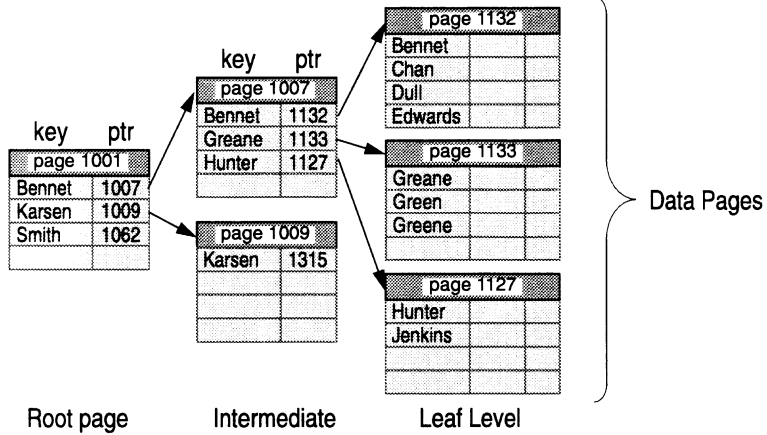 key ptr
page 1001
Bennet 1007
Karsen 1009
Smith 1062
Root page
key ptr
page 1007
Bennet 1132
Greane 1133
Hunter 1127
page 1009
Karsen 1315
Intermediate
page 1132
Bennet
Chan
Dull
Edwards
page 1133
Greane
Green
Greene
page 1127
Hunter
Jenkins
Leaf Level
Data Pages